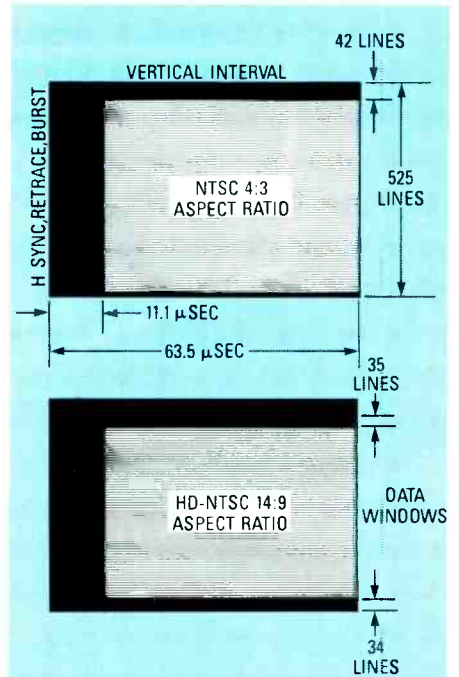 42 LINES
VERTICAL INTERVAL
H SYNC,RETRACE,BURST
NTSC 4:3
ASPECT RATIO
525
LINES
11.1 µSEC
63.5 µSEC
35
LINES
HD-NTSC 14:9
ASPECT RATIO
DATA
WINDOWS
34
LINES